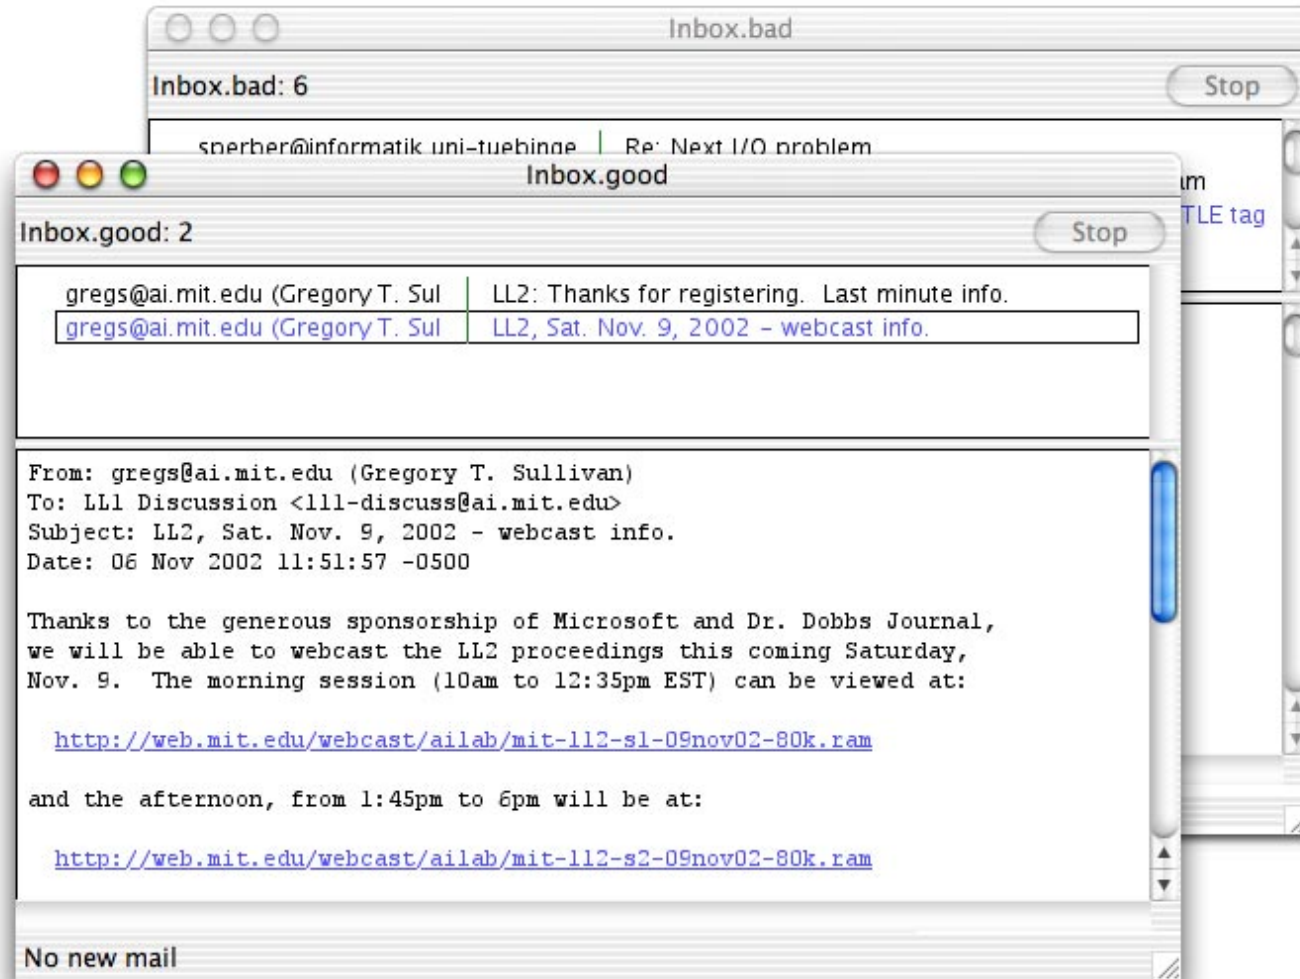 Inbox.bad
Inbox.bad: 6
Stop
sperber@informatik.uni-tuebinge Re: Next I/O problem
am
TLE tag
Inbox.good
Inbox.good: 2
Stop
gregs@ai.mit.edu (Gregory T. Sul LL2: Thanks for registering. Last minute info.
gregs@ai.mit.edu (Gregory T. Sul LL2, Sat. Nov. 9, 2002 – webcast info.
From: gregs@ai.mit.edu (Gregory T. Sullivan)
To: LL1 Discussion <ll1-discuss@ai.mit.edu>
Subject: LL2, Sat. Nov. 9, 2002 - webcast info.
Date: 06 Nov 2002 11:51:57 -0500
Thanks to the generous sponsorship of Microsoft and Dr. Dobbs Journal,
we will be able to webcast the LL2 proceedings this coming Saturday,
Nov. 9. The morning session (10am to 12:35pm EST) can be viewed at:
http://web.mit.edu/webcast/ailab/mit-ll2-s1-09nov02-80k.ram
and the afternoon, from 1:45pm to 6pm will be at:
http://web.mit.edu/webcast/ailab/mit-ll2-s2-09nov02-80k.ram
No new mail